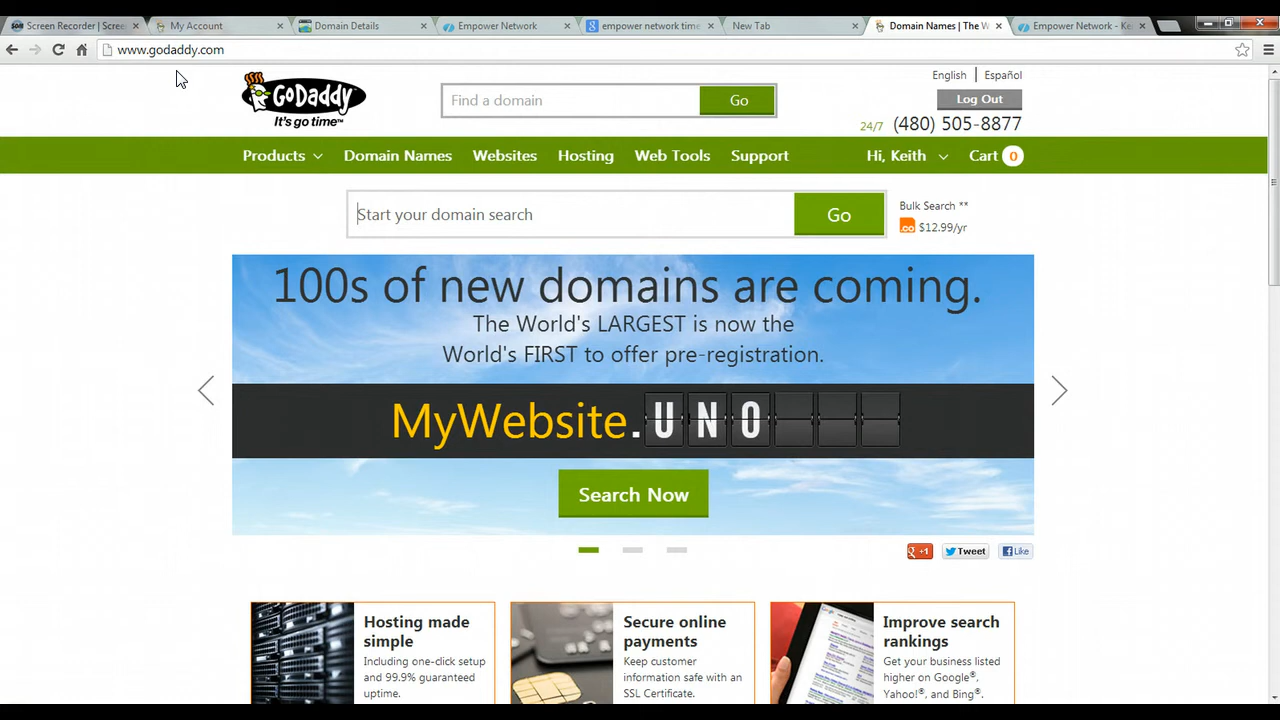 Screen Recorder | Screen
My Account
Domain Details
Empower Network
empower network time
New Tab
Domain Names | The W
Empower Network - Ke
www.godaddy.com
English
Español
GoDaddy
It's go time™
Find a domain
Go
Log Out
24/7 (480) 505-8877
Products
Domain Names
Websites
Hosting
Web Tools
Support
Hi, Keith
Cart 0
Start your domain search
Go
Bulk Search **
.co $12.99/yr
100s of new domains are coming.
The World's LARGEST is now the
World's FIRST to offer pre-registration.
MyWebsite.UNO
Search Now
+1
Tweet
Like
Hosting made
simple
Including one-click setup
and 99.9% guaranteed
uptime.
Secure online
payments
Keep customer
information safe with an
SSL Certificate.
Improve search
rankings
Get your business listed
higher on Google®,
Yahoo!®, and Bing®.